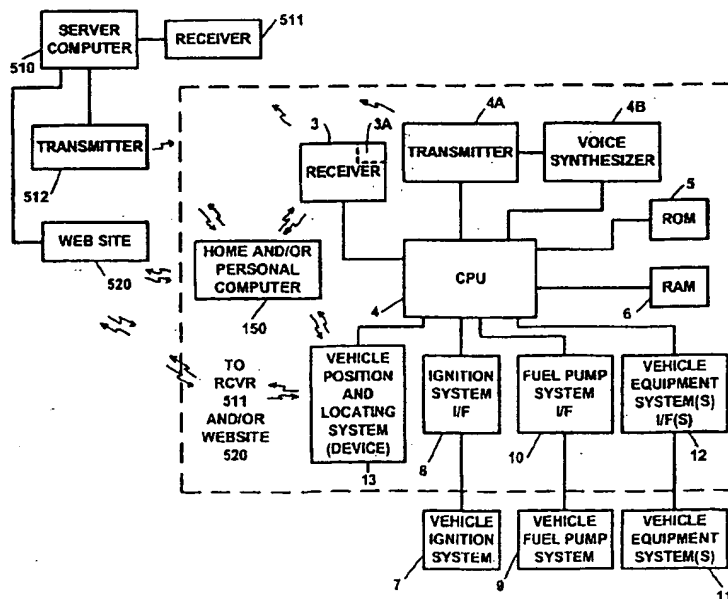 SERVER
COMPUTER
510
RECEIVER
511
TRANSMITTER
512
WEB SITE
520
3
3A
RECEIVER
4A
TRANSMITTER
4B
VOICE
SYNTHESIZER
5
ROM
CPU
4
RAM
6
HOME AND/OR
PERSONAL
COMPUTER
150
TO
RCVR
511
AND/OR
WEBSITE
520
VEHICLE
POSITION
AND
LOCATING
SYSTEM
(DEVICE)
13
IGNITION
SYSTEM
I/F
8
FUEL PUMP
SYSTEM
I/F
10
VEHICLE
EQUIPMENT
SYSTEM(S)
I/F(S)
12
VEHICLE
IGNITION
SYSTEM
7
VEHICLE
FUEL PUMP
SYSTEM
9
VEHICLE
EQUIPMENT
SYSTEM(S)